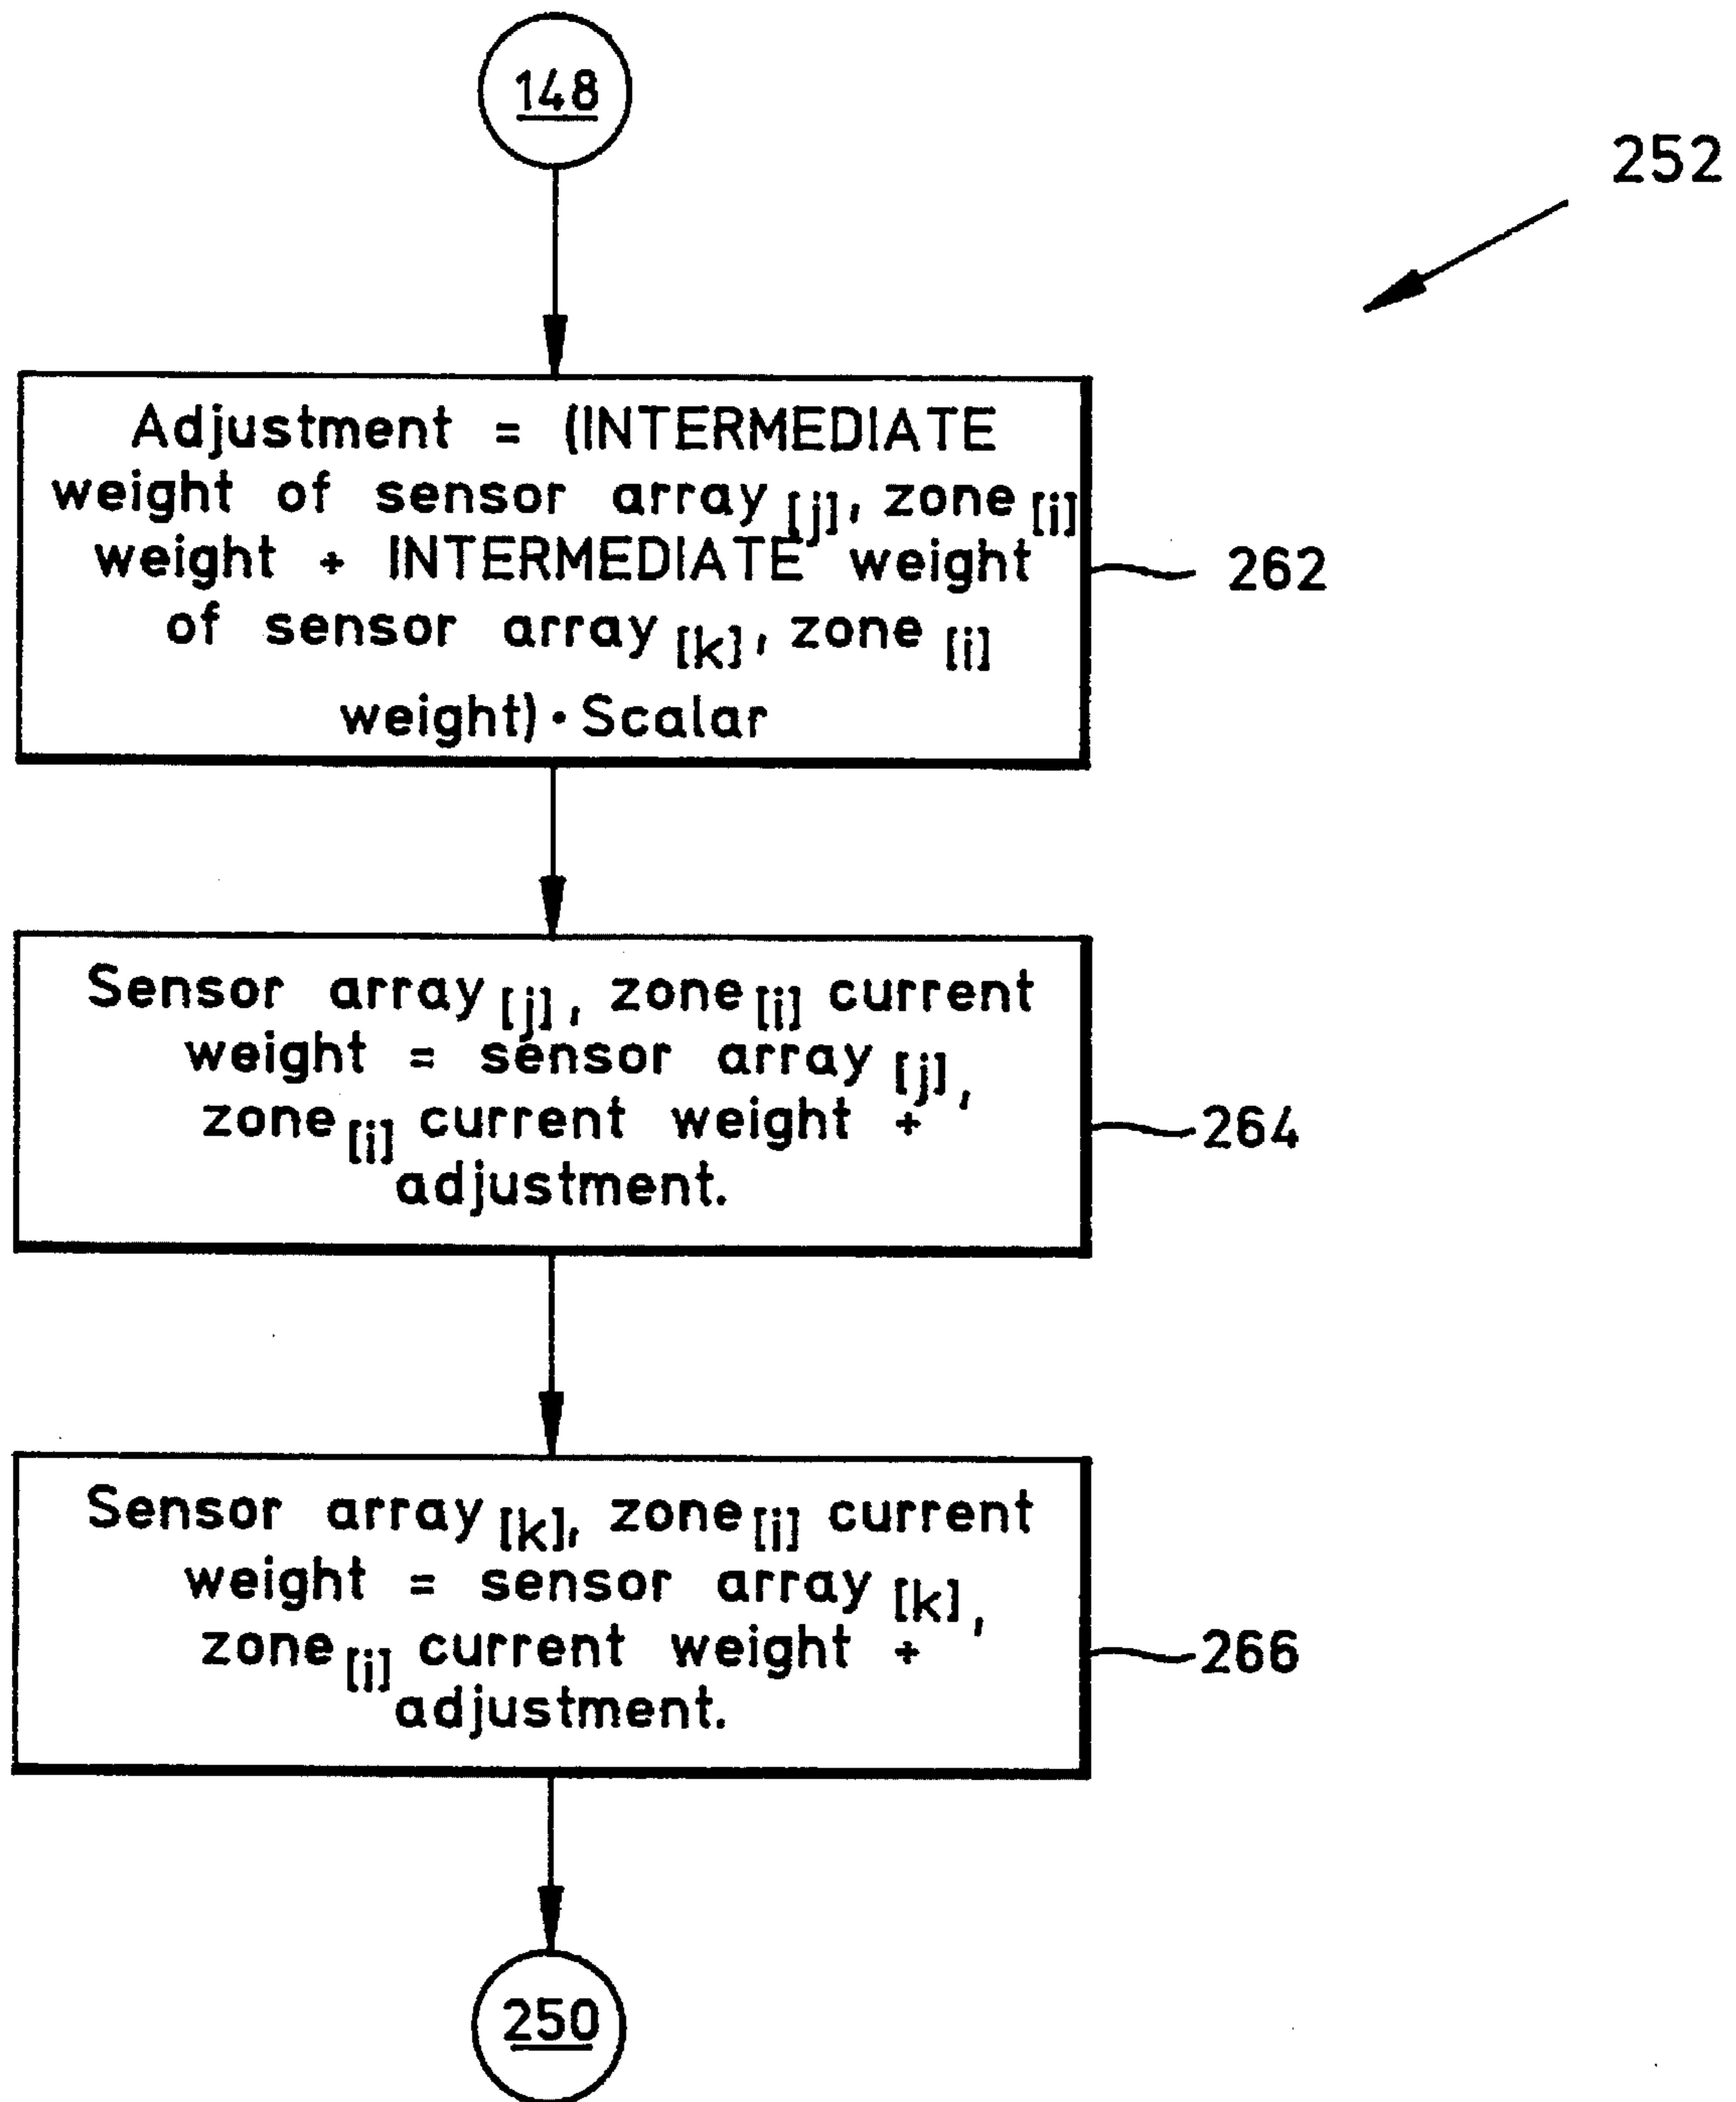 148
252
Adjustment = (INTERMEDIATE
weight of sensor array[j], zone[i]
weight + INTERMEDIATE weight
of sensor array[k], zone[i]
weight) • Scalar
262
Sensor array[j], zone[i] current
weight = sensor array[j],
zone[i] current weight +
adjustment.
264
Sensor array[k], zone[i] current
weight = sensor array[k],
zone[i] current weight +
adjustment.
266
250